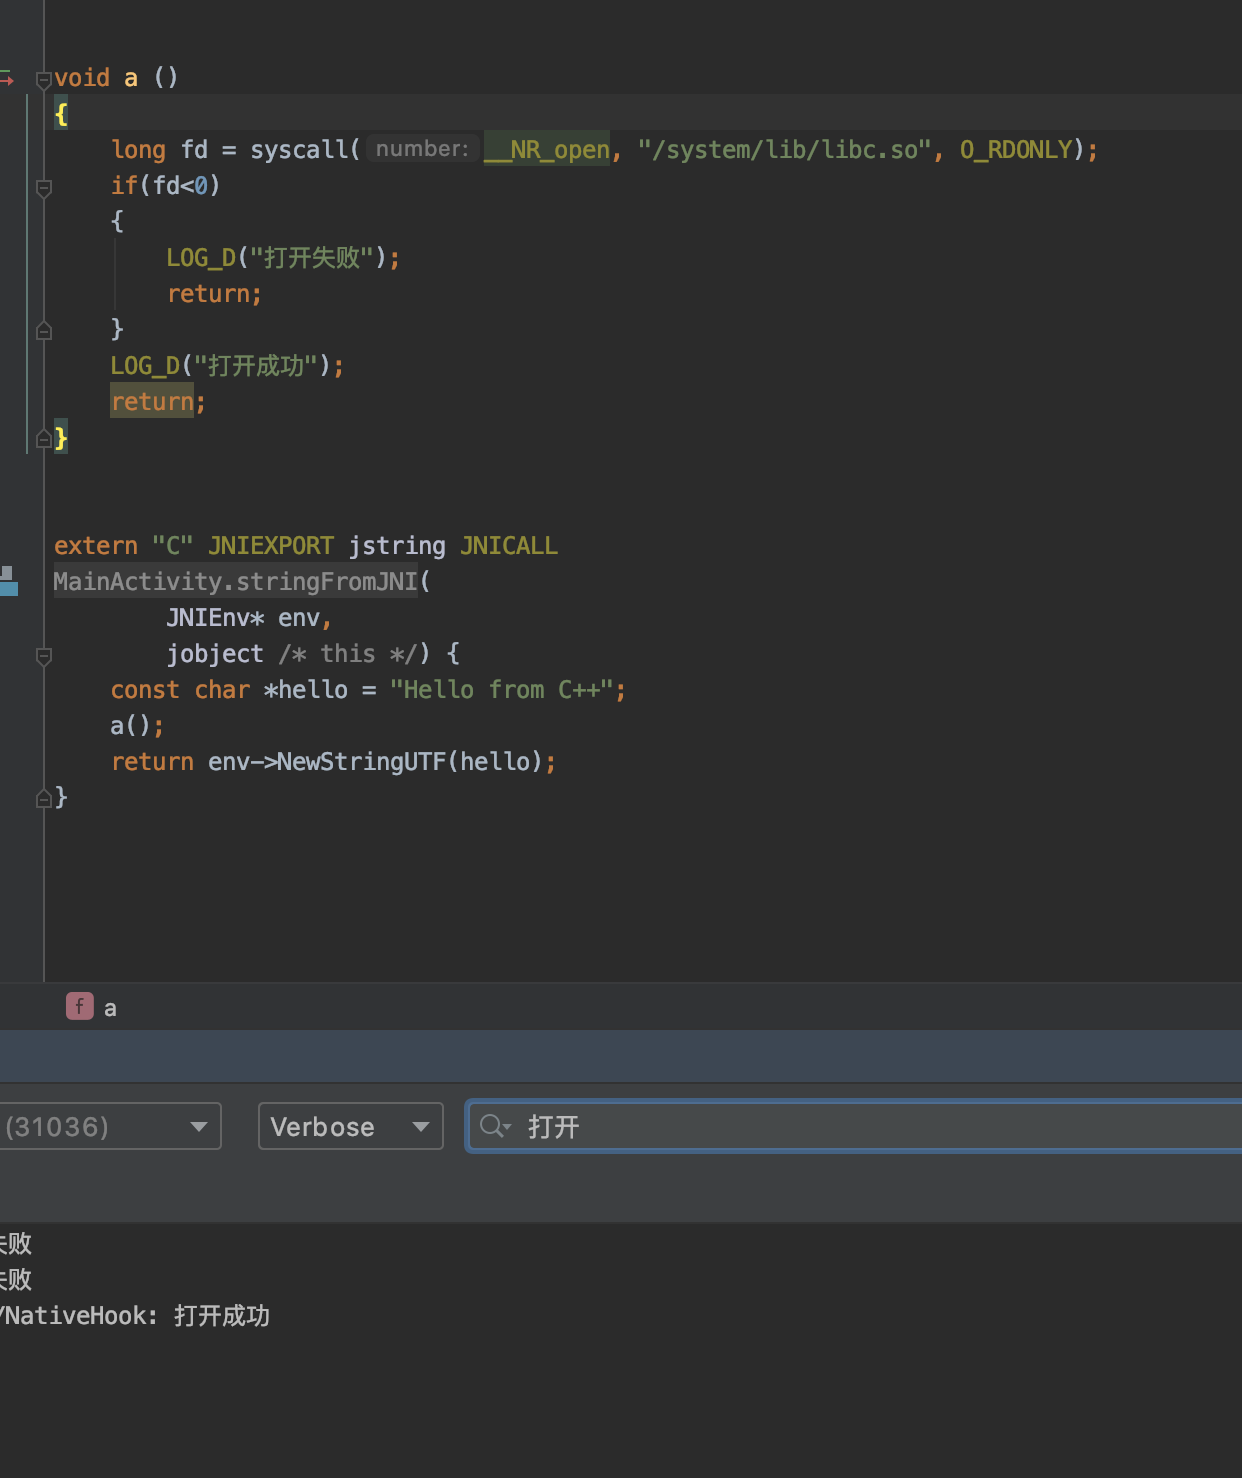 void a ()
{
long fd = syscall( number: __NR_open, "/system/lib/libc.so", O_RDONLY);
if(fd<0)
{
LOG_D("打开失败");
return;
}
LOG_D("打开成功");
return;
}
extern "C" JNIEXPORT jstring JNICALL
MainActivity.stringFromJNI(
JNIEnv* env,
jobject /* this */) {
const char *hello = "Hello from C++";
a();
return env->NewStringUTF(hello);
}
f a
(31036) Verbose 打开
失败
失败
/NativeHook: 打开成功